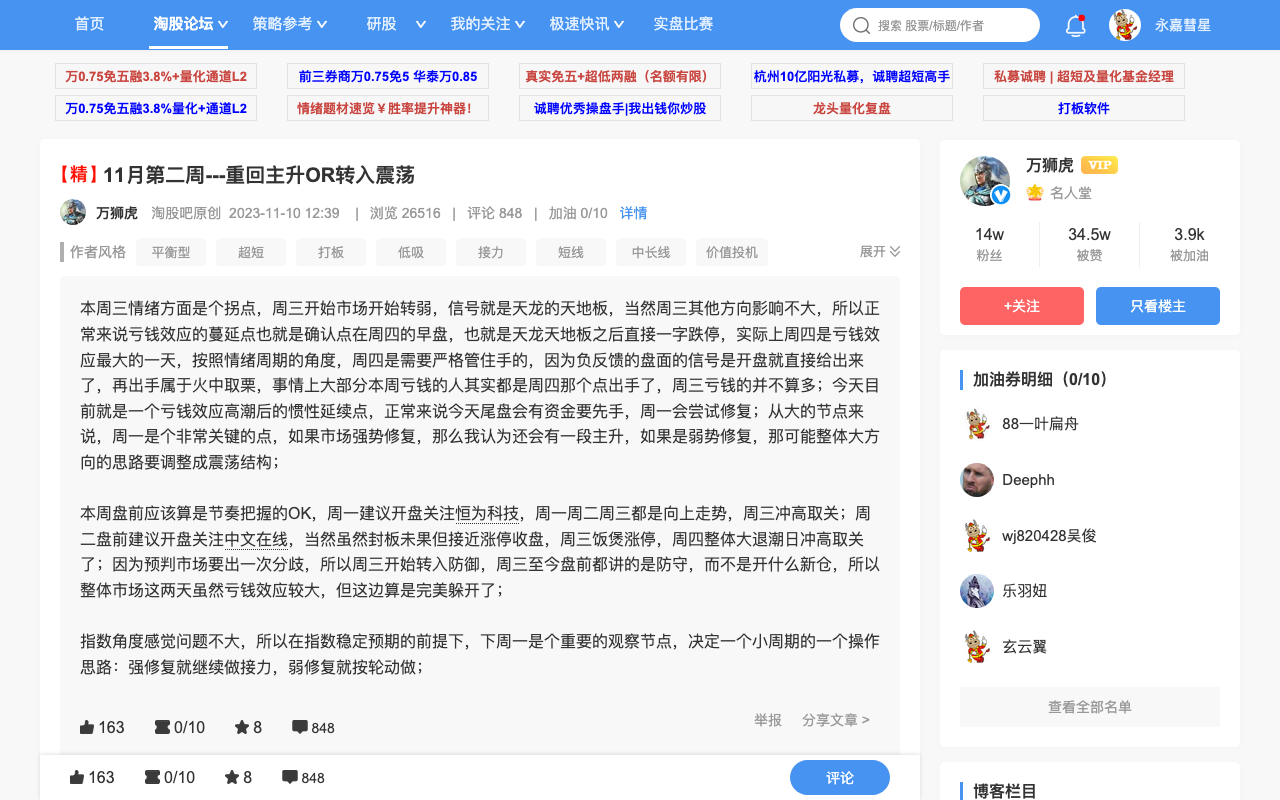 首页 淘股论坛 策略参考 研股 我的关注 极速快讯 实盘比赛 搜索 股票/标题/作者 永嘉彗星
万0.75免五融3.8%+量化通道L2 前三券商万0.75免5 华泰万0.85 真实免五+超低两融（名额有限） 杭州10亿阳光私募，诚聘超短高手 私募诚聘 | 超短及量化基金经理
万0.75免五融3.8%量化+通道L2 情绪题材速览￥胜率提升神器！ 诚聘优秀操盘手|我出钱你炒股 龙头量化复盘 打板软件
【精】11月第二周---重回主升OR转入震荡
万狮虎 淘股吧原创 2023-11-10 12:39 | 浏览 26516 | 评论 848 | 加油 0/10 详情
作者风格 平衡型 超短 打板 低吸 接力 短线 中长线 价值投机 展开
本周三情绪方面是个拐点，周三开始市场开始转弱，信号就是天龙的天地板，当然周三其他方向影响不大，所以正
常来说亏钱效应的蔓延点也就是确认点在周四的早盘，也就是天龙天地板之后直接一字跌停，实际上周四是亏钱效
应最大的一天，按照情绪周期的角度，周四是需要严格管住手的，因为负反馈的盘面的信号是开盘就直接给出来
了，再出手属于火中取栗，事情上大部分本周亏钱的人其实都是周四那个点出手了，周三亏钱的并不算多；今天目
前就是一个亏钱效应高潮后的惯性延续点，正常来说今天尾盘会有资金要先手，周一会尝试修复；从大的节点来
说，周一是个非常关键的点，如果市场强势修复，那么我认为还会有一段主升，如果是弱势修复，那可能整体大方
向的思路要调整成震荡结构；
本周盘前应该算是节奏把握的OK，周一建议开盘关注恒为科技，周一周二周三都是向上走势，周三冲高取关；周
二盘前建议开盘关注中文在线，当然虽然封板未果但接近涨停收盘，周三饭煲涨停，周四整体大退潮日冲高取关
了；因为预判市场要出一次分歧，所以周三开始转入防御，周三至今盘前都讲的是防守，而不是开什么新仓，所以
整体市场这两天虽然亏钱效应较大，但这边算是完美躲开了；
指数角度感觉问题不大，所以在指数稳定预期的前提下，下周一是个重要的观察节点，决定一个小周期的一个操作
思路：强修复就继续做接力，弱修复就按轮动做；
163 0/10 8 848 举报 分享文章 >
163 0/10 8 848 评论
万狮虎 VIP
名人堂
14w 34.5w 3.9k
粉丝 被赞 被加油
+关注 只看楼主
加油券明细（0/10）
88一叶扁舟
Deephh
wj820428吴俊
乐羽妞
玄云翼
查看全部名单
博客栏目